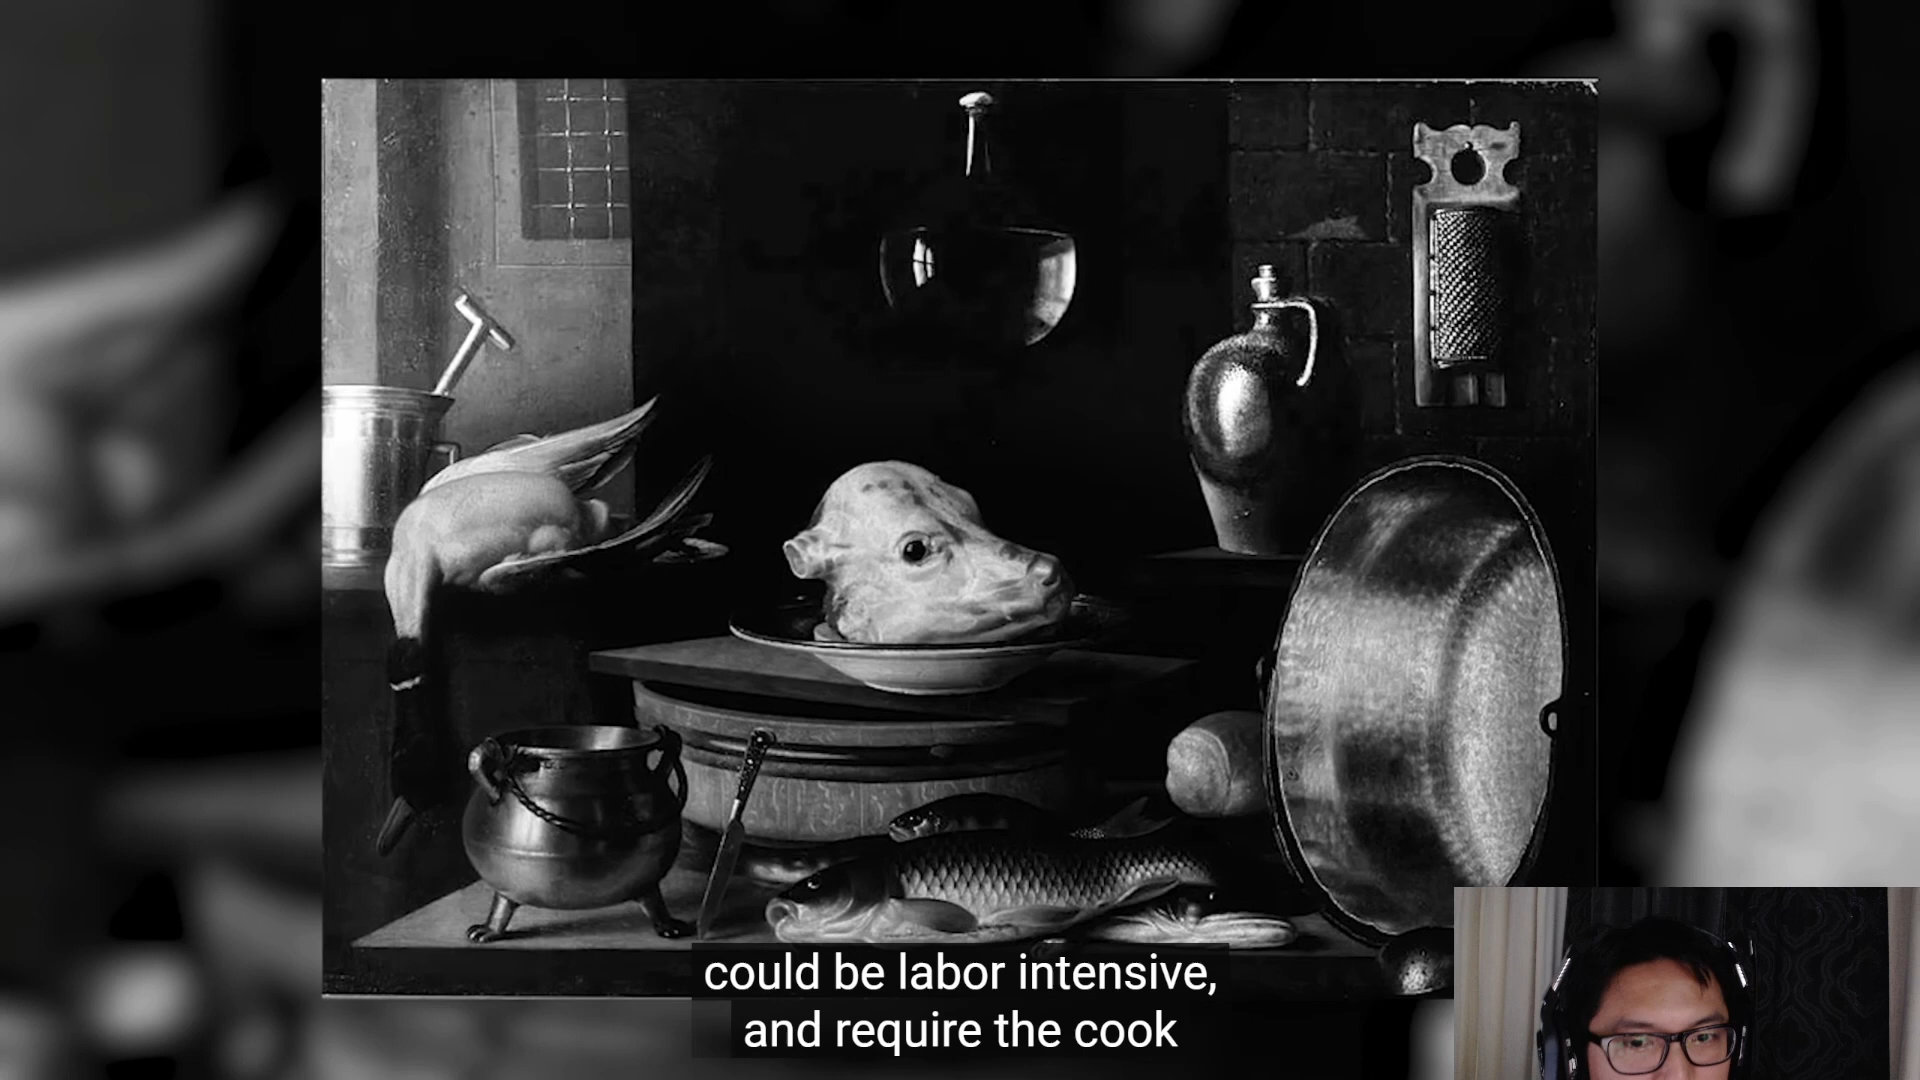 could be labor intensive,
and require the cook